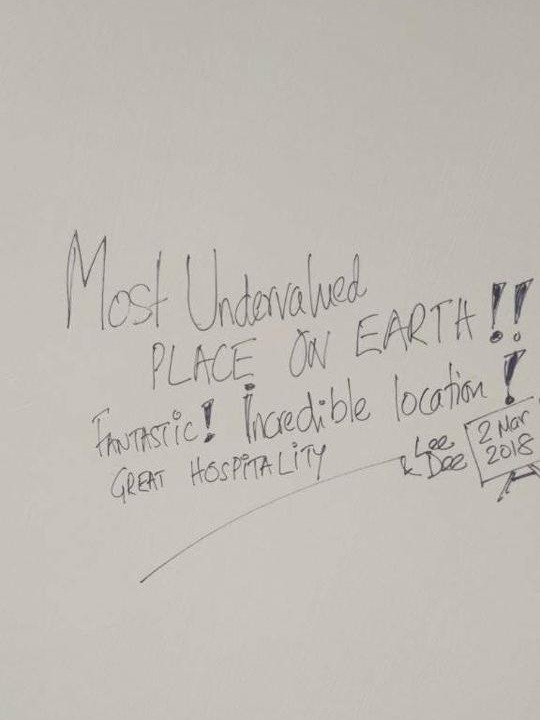 Most Undervalued
PLACE ON EARTH!!
FANTASTiC! Incredible location!
GREAT HOSPiTALiTY
Lee
& Dee
2 Mar
2018